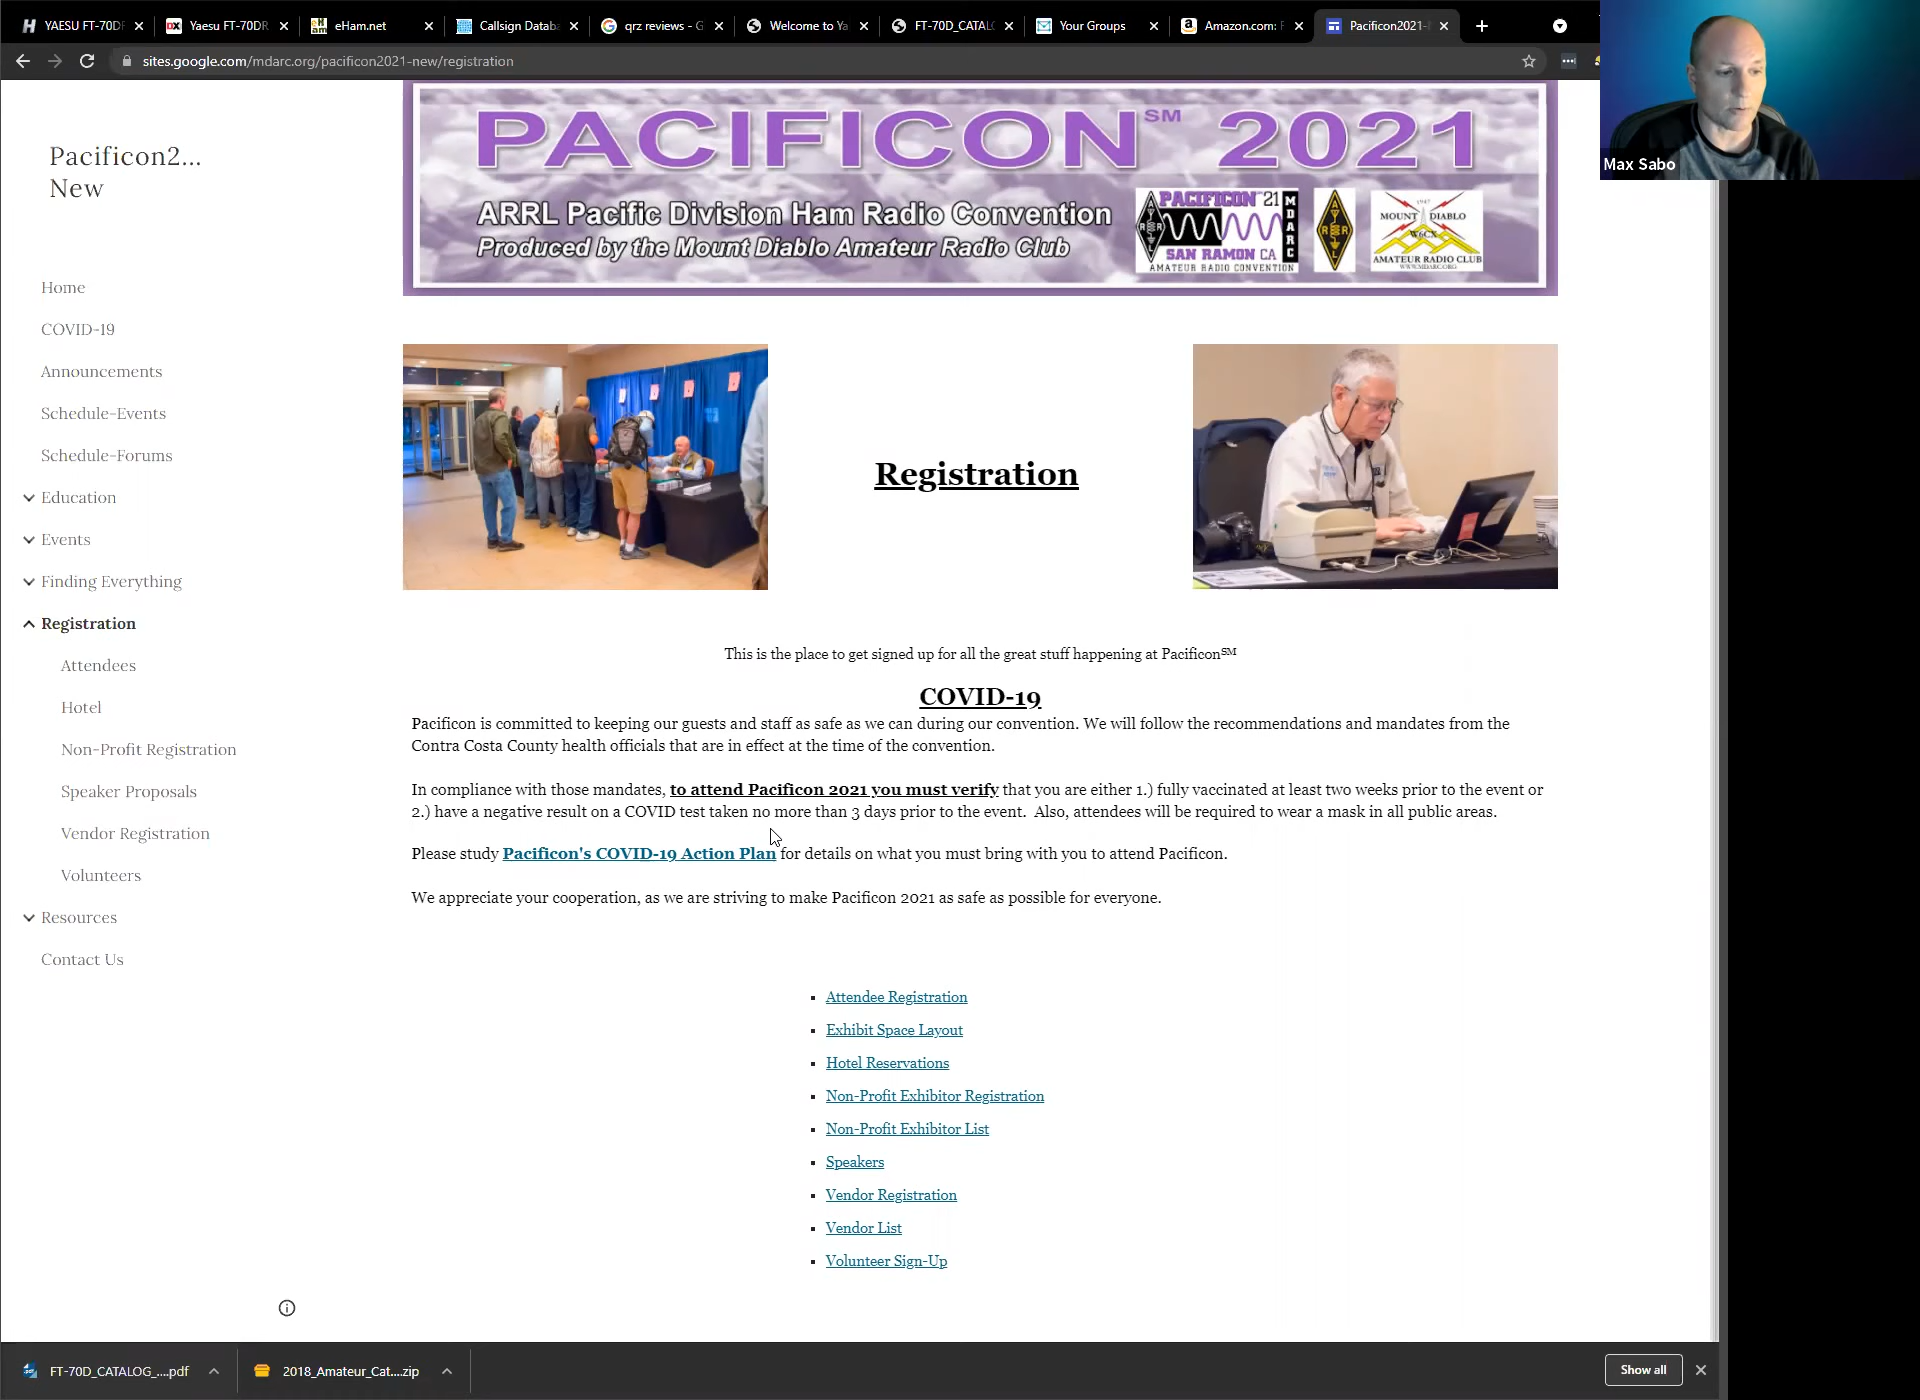 YAESU FT-70DR
Yaesu FT-70DR
eHam.net
Callsign Datab
qrz reviews - G
Welcome to Ya
FT-70D_CATAL
Your Groups
Amazon.com: F
Pacificon2021-
sites.google.com/mdarc.org/pacificon2021-new/registration
Max Sabo
Pacificon2...
New
Home
COVID-19
Announcements
Schedule-Events
Schedule-Forums
Education
Events
Finding Everything
Registration
Attendees
Hotel
Non-Profit Registration
Speaker Proposals
Vendor Registration
Volunteers
Resources
Contact Us
PACIFICON SM 2021
ARRL Pacific Division Ham Radio Convention
Produced by the Mount Diablo Amateur Radio Club
PACIFICON 21
MDARC
SAN RAMON CA
AMATEUR RADIO CONVENTION
1947
MOUNT DIABLO
W6CX
AMATEUR RADIO CLUB
WWW.MDARC.ORG
Registration
This is the place to get signed up for all the great stuff happening at Pacificon℠
COVID-19
Pacificon is committed to keeping our guests and staff as safe as we can during our convention. We will follow the recommendations and mandates from the
Contra Costa County health officials that are in effect at the time of the convention.
In compliance with those mandates, to attend Pacificon 2021 you must verify that you are either 1.) fully vaccinated at least two weeks prior to the event or
2.) have a negative result on a COVID test taken no more than 3 days prior to the event. Also, attendees will be required to wear a mask in all public areas.
Please study Pacificon's COVID-19 Action Plan for details on what you must bring with you to attend Pacificon.
We appreciate your cooperation, as we are striving to make Pacificon 2021 as safe as possible for everyone.
Attendee Registration
Exhibit Space Layout
Hotel Reservations
Non-Profit Exhibitor Registration
Non-Profit Exhibitor List
Speakers
Vendor Registration
Vendor List
Volunteer Sign-Up
FT-70D_CATALOG_....pdf
2018_Amateur_Cat....zip
Show all